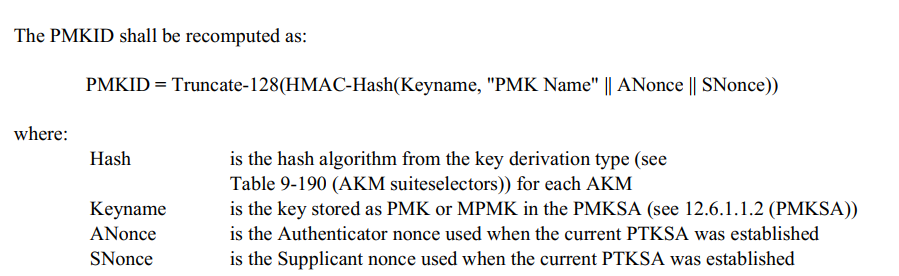 The PMKID shall be recomputed as:
PMKID = Truncate-128(HMAC-Hash(Keyname, "PMK Name" || ANonce || SNonce))
where:
Hash is the hash algorithm from the key derivation type (see
Table 9-190 (AKM suiteselectors)) for each AKM
Keyname is the key stored as PMK or MPMK in the PMKSA (see 12.6.1.1.2 (PMKSA))
ANonce is the Authenticator nonce used when the current PTKSA was established
SNonce is the Supplicant nonce used when the current PTKSA was established